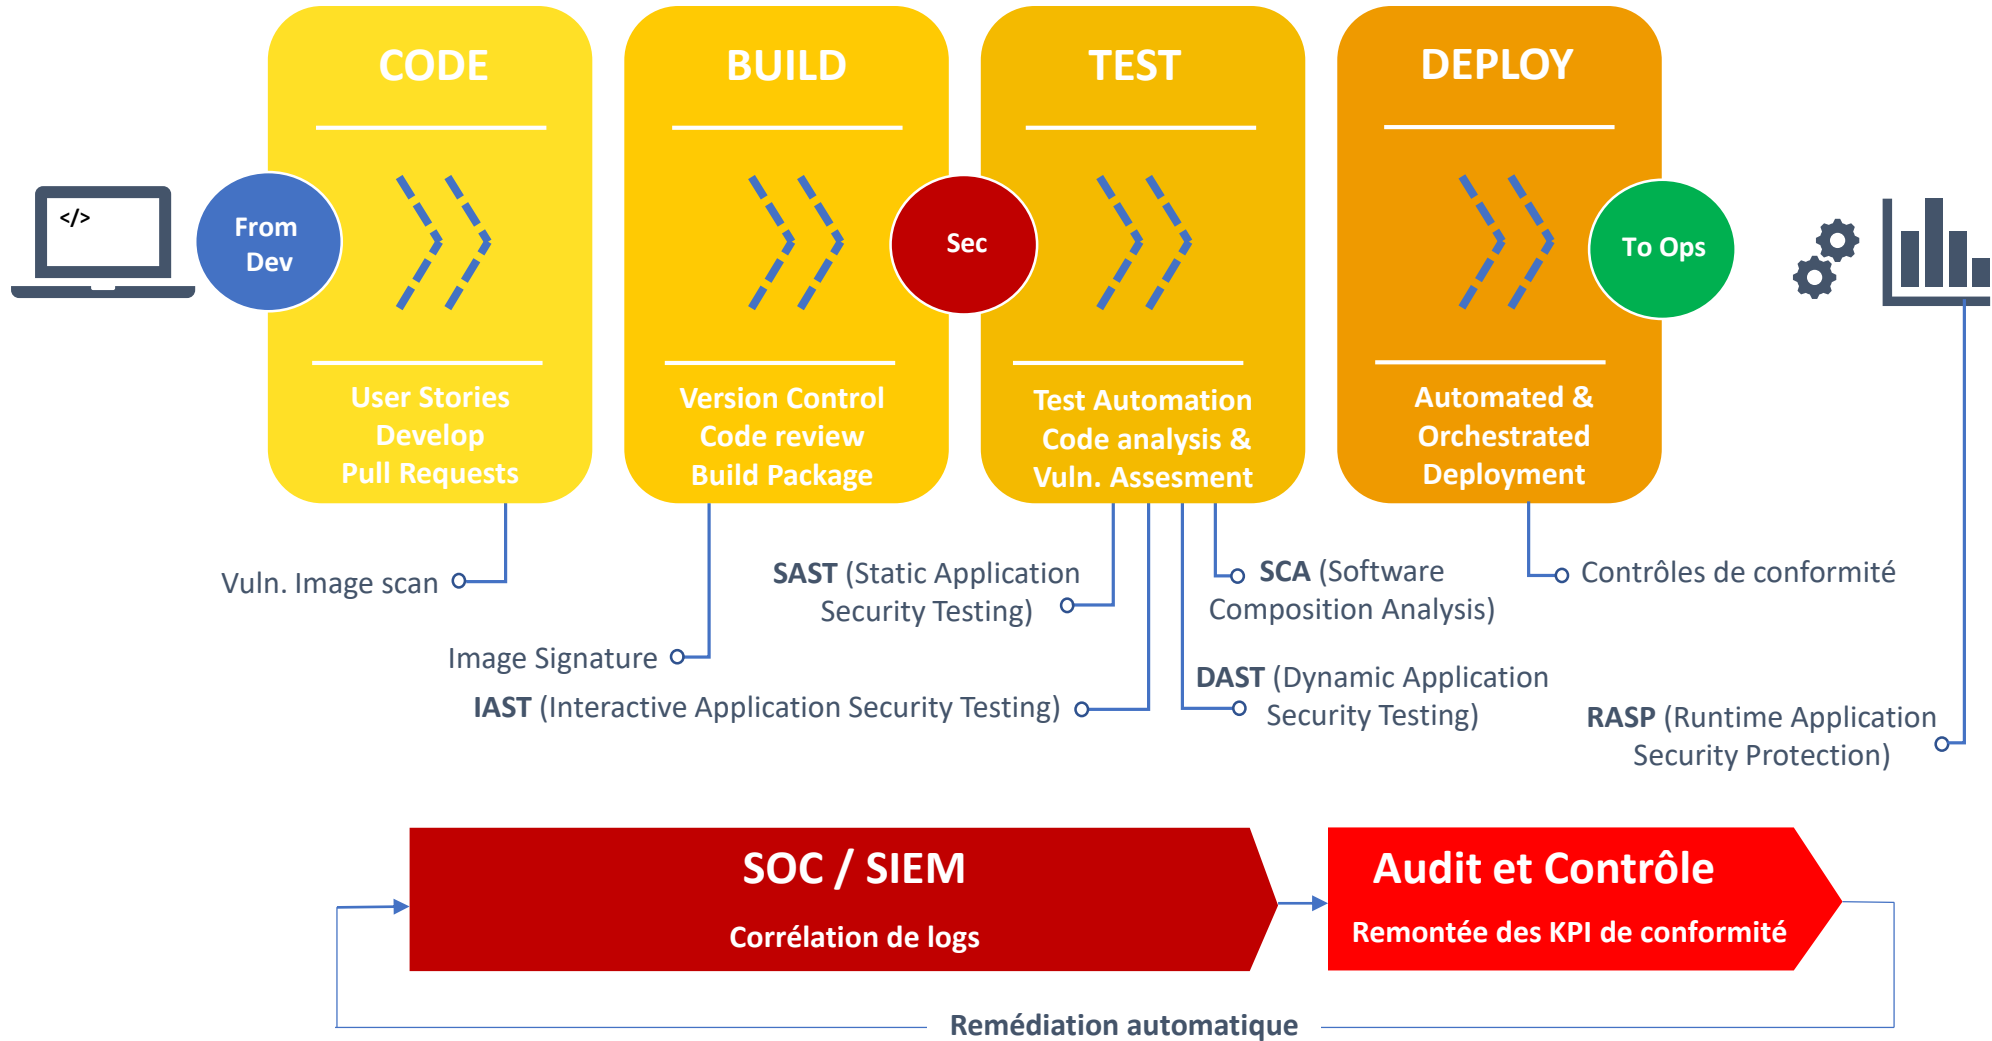 CODE
BUILD
TEST
DEPLOY
</>
From
Dev
Sec
To Ops
User Stories
Develop
Pull Requests
Version Control
Code review
Build Package
Test Automation
Code analysis &
Vuln. Assesment
Automated &
Orchestrated
Deployment
Vuln. Image scan
Image Signature
SAST (Static Application
Security Testing)
IAST (Interactive Application Security Testing)
SCA (Software
Composition Analysis)
DAST (Dynamic Application
Security Testing)
Contrôles de conformité
RASP (Runtime Application
Security Protection)
SOC / SIEM
Corrélation de logs
Audit et Contrôle
Remontée des KPI de conformité
Remédiation automatique